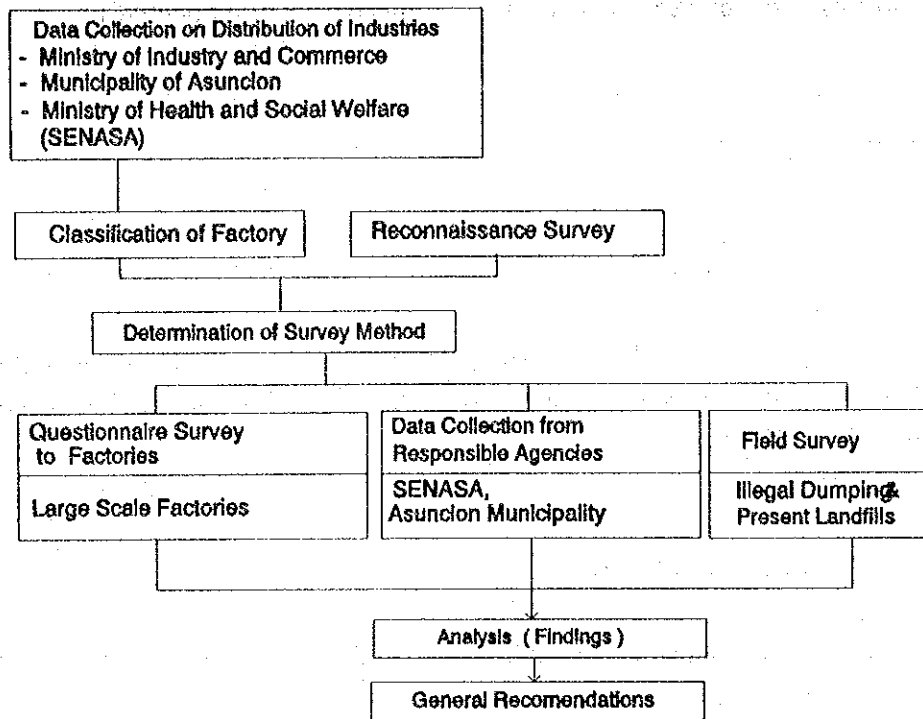 Data Collection on Distribution of Industries
- Ministry of Industry and Commerce
- Municipality of Asuncion
- Ministry of Health and Social Welfare
(SENASA)
Classification of Factory
Reconnaissance Survey
Determination of Survey Method
Questionnaire Survey
to Factories
Large Scale Factories
Data Collection from
Responsible Agencies
SENASA,
Asuncion Municipality
Field Survey
Illegal Dumping&
Present Landfills
Analysis ( Findings )
General Recomendations